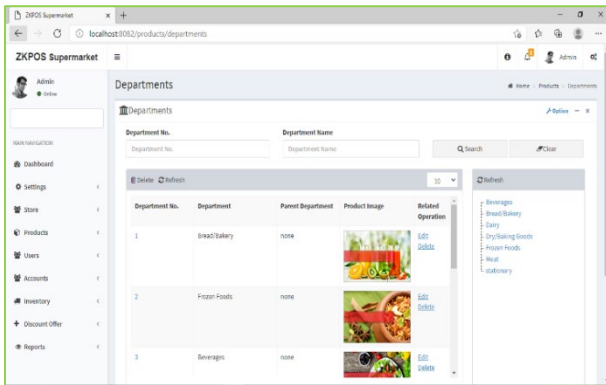 ZKPOS Supermarket
localhost:8082/products/departments
ZKPOS Supermarket
Admin
Admin
Online
MAIN NAVIGATION
Dashboard
Settings
Store
Products
Users
Accounts
Inventory
Discount Offer
Reports
Departments
Home Products Departments
Departments
Option
Department No.
Department Name
Department No.
Department Name
Search
Clear
Delete Refresh
10
Department No. Department Parent Department Product Image Related Operation
1 Bread/Bakery none Edit
Delete
2 Frozen Foods none Edit
Delete
3 Beverages none Edit
Delete
Refresh
Beverages
Bread/Bakery
Dairy
Dry/Baking Goods
Frozen Foods
Meat
stationary